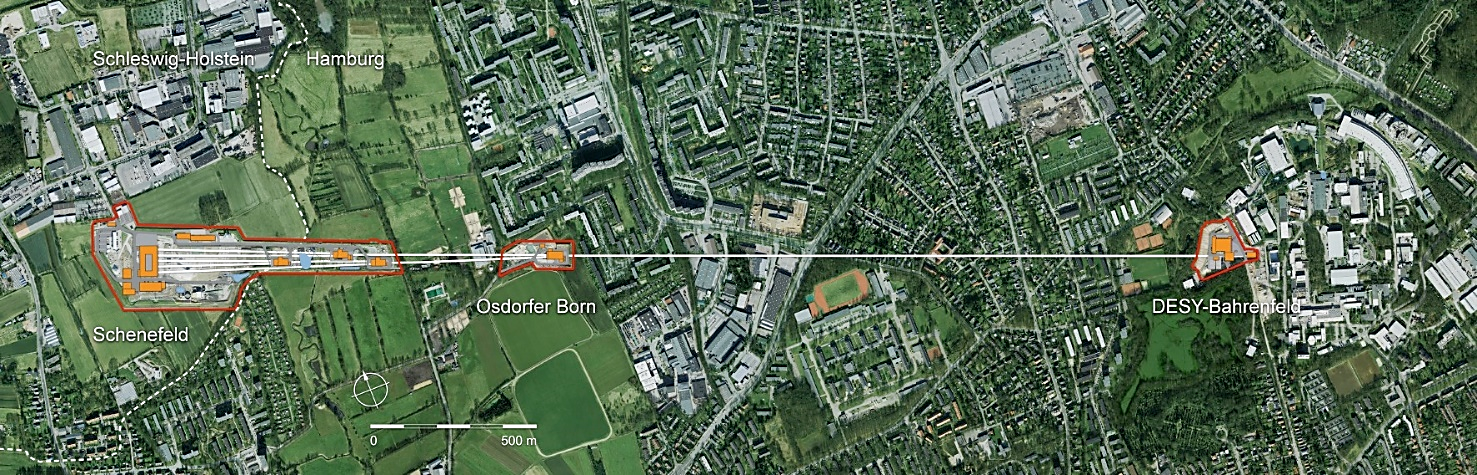 Schleswig-Holstein
Hamburg
Schenefeld
Osdorfer Born
DESY-Bahrenfeld
0
500 m